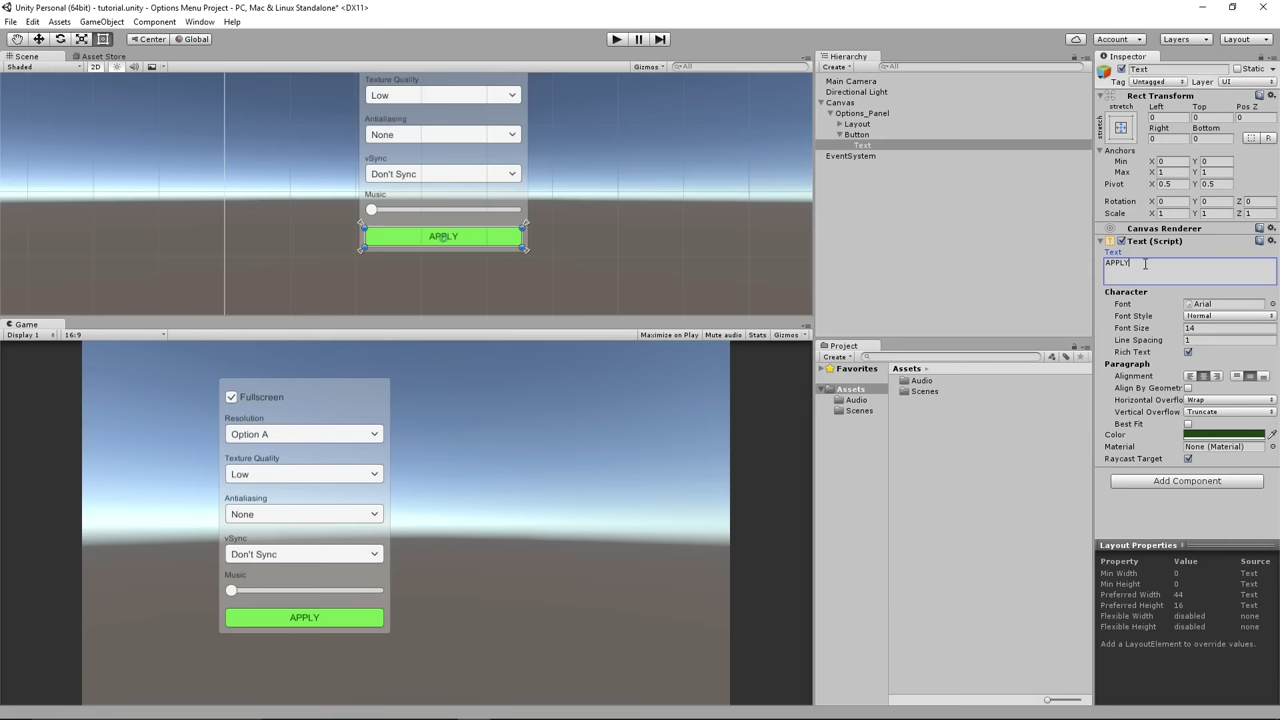 Unity Personal (64bit) - tutorial.unity - Options Menu Project - PC, Mac & Linux Standalone* <DX11>
File Edit Assets GameObject Component Window Help
Center Global Account Layers Layout
Scene Asset Store
Shaded 2D Gizmos All
Texture Quality
Low
Antialiasing
None
vSync
Don't Sync
Music
APPLY
Game
Display 1 16:9 Maximize on Play Mute audio Stats Gizmos
Fullscreen
Resolution
Option A
Texture Quality
Low
Antialiasing
None
vSync
Don't Sync
Music
APPLY
Hierarchy
Create All
Main Camera
Directional Light
Canvas
Options_Panel
Layout
Button
Text
EventSystem
Project
Create
Favorites
Assets
Audio
Scenes
Assets
Audio
Scenes
Inspector
Text Static
Tag Untagged Layer UI
Rect Transform
stretch Left Top Pos Z
stretch 0 0 0
Right Bottom
0 0 R
Anchors
Min X 0 Y 0
Max X 1 Y 1
Pivot X 0.5 Y 0.5
Rotation X 0 Y 0 Z 0
Scale X 1 Y 1 Z 1
Canvas Renderer
Text (Script)
Text
APPLY
Character
Font Arial
Font Style Normal
Font Size 14
Line Spacing 1
Rich Text
Paragraph
Alignment
Align By Geometr
Horizontal Overflo Wrap
Vertical Overflow Truncate
Best Fit
Color
Material None (Material)
Raycast Target
Add Component
Layout Properties
Property Value Source
Min Width 0 Text
Min Height 0 Text
Preferred Width 44 Text
Preferred Height 16 Text
Flexible Width disabled none
Flexible Height disabled none
Add a LayoutElement to override values.